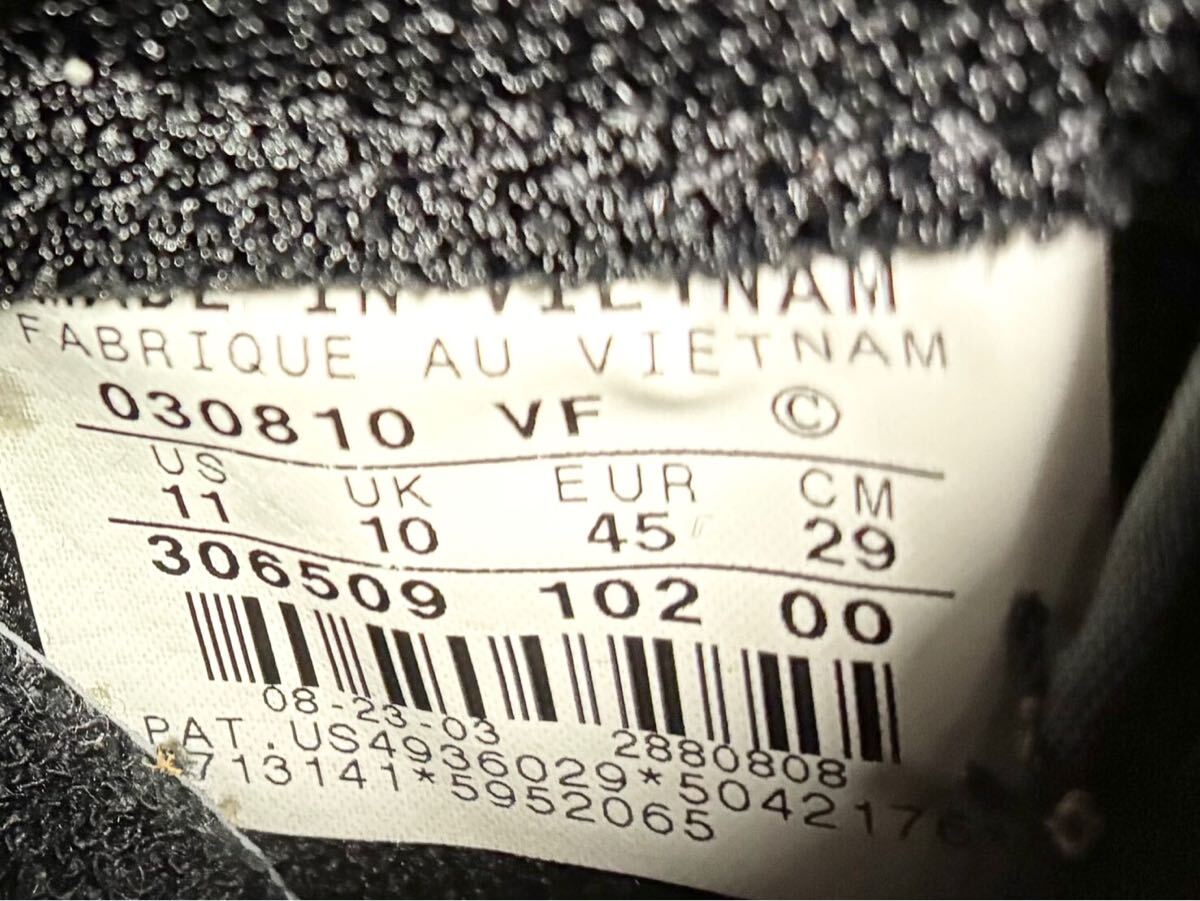 MADE IN VIETNAM
FABRIQUE AU VIETNAM
030810 VF ©
US UK EUR CM
11 10 45 29
306509 102 00
08-23-03 2880808
PAT.US4936029*5042176
*713141*5952065